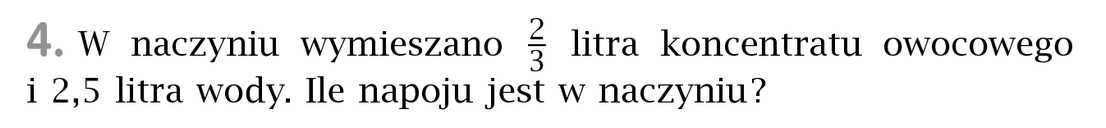 4. W naczyniu wymieszano 2/3 litra koncentratu owocowego
i 2,5 litra wody. Ile napoju jest w naczyniu?